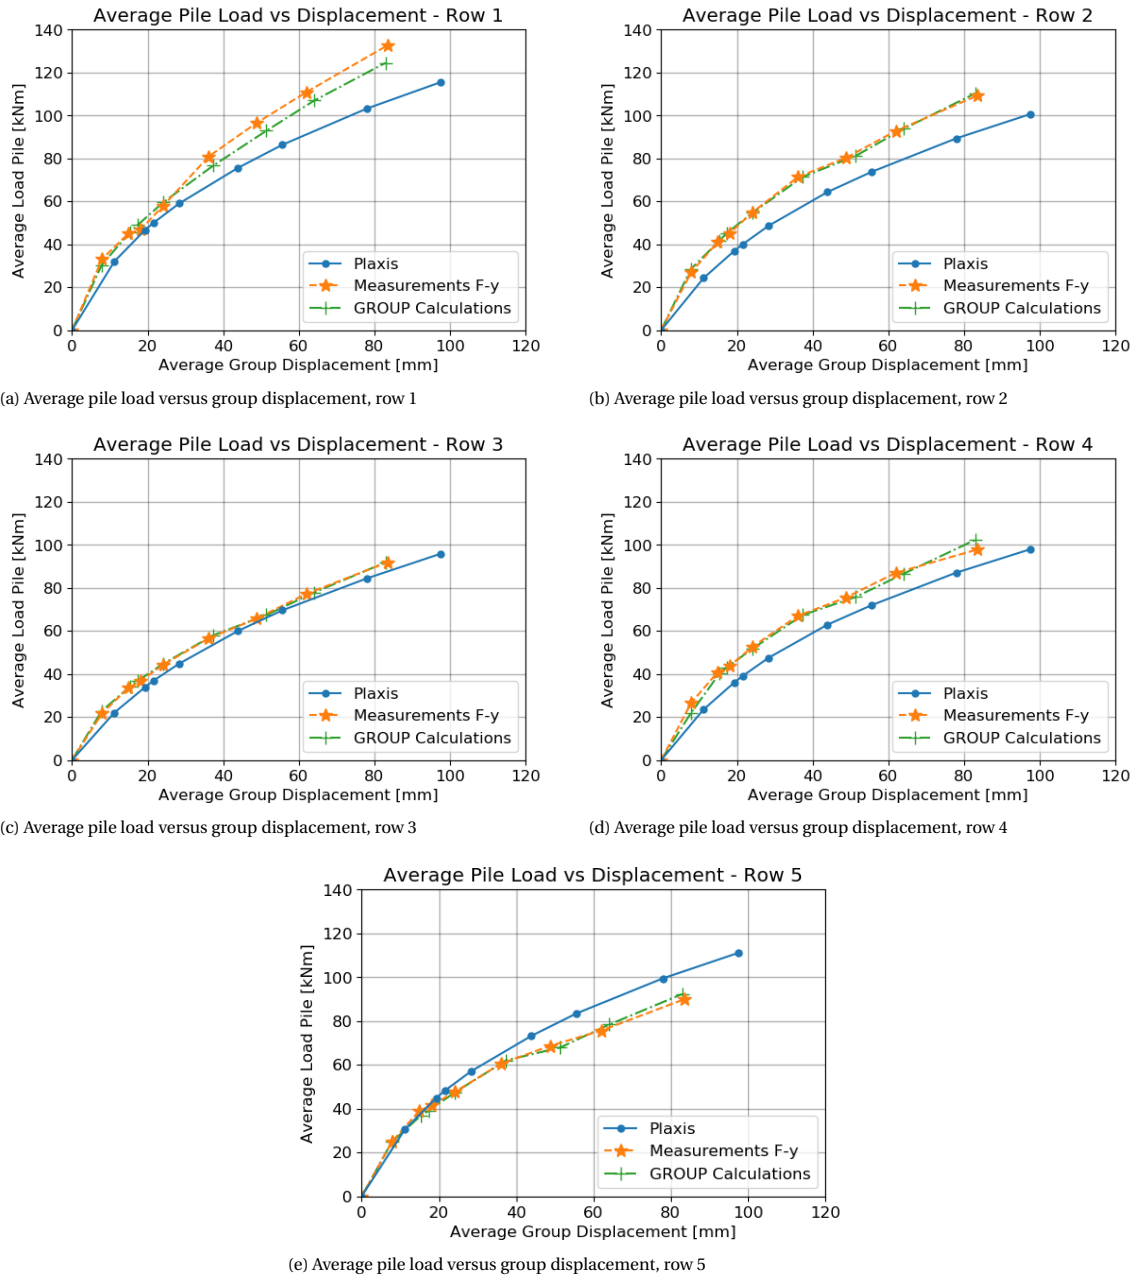 Average Pile Load vs Displacement - Row 1
140
120
100
80
60
40
20
0
Average Load Pile [kNm]
Plaxis
Measurements F-y
GROUP Calculations
0 20 40 60 80 100 120
Average Group Displacement [mm]
(a) Average pile load versus group displacement, row 1
Average Pile Load vs Displacement - Row 2
140
120
100
80
60
40
20
0
Average Load Pile [kNm]
Plaxis
Measurements F-y
GROUP Calculations
0 20 40 60 80 100 120
Average Group Displacement [mm]
(b) Average pile load versus group displacement, row 2
Average Pile Load vs Displacement - Row 3
140
120
100
80
60
40
20
0
Average Load Pile [kNm]
Plaxis
Measurements F-y
GROUP Calculations
0 20 40 60 80 100 120
Average Group Displacement [mm]
(c) Average pile load versus group displacement, row 3
Average Pile Load vs Displacement - Row 4
140
120
100
80
60
40
20
0
Average Load Pile [kNm]
Plaxis
Measurements F-y
GROUP Calculations
0 20 40 60 80 100 120
Average Group Displacement [mm]
(d) Average pile load versus group displacement, row 4
Average Pile Load vs Displacement - Row 5
140
120
100
80
60
40
20
0
Average Load Pile [kNm]
Plaxis
Measurements F-y
GROUP Calculations
0 20 40 60 80 100 120
Average Group Displacement [mm]
(e) Average pile load versus group displacement, row 5